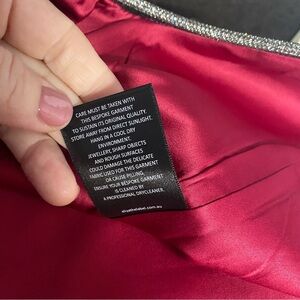 CARE MUST BE TAKEN WITH
THIS BESPOKE GARMENT
TO SUSTAIN ITS ORIGINAL QUALITY.
STORE AWAY FROM DIRECT SUNLIGHT.
HANG IN A COOL DRY
ENVIRONMENT.
JEWELLERY, SHARP OBJECTS
AND ROUGH SURFACES
COULD DAMAGE THE DELICATE
FABRIC USED FOR THIS GARMENT
OR CAUSE PILLING.
ENSURE YOUR BESPOKE GARMENT
IS CLEANED BY
A PROFESSIONAL DRYCLEANER.